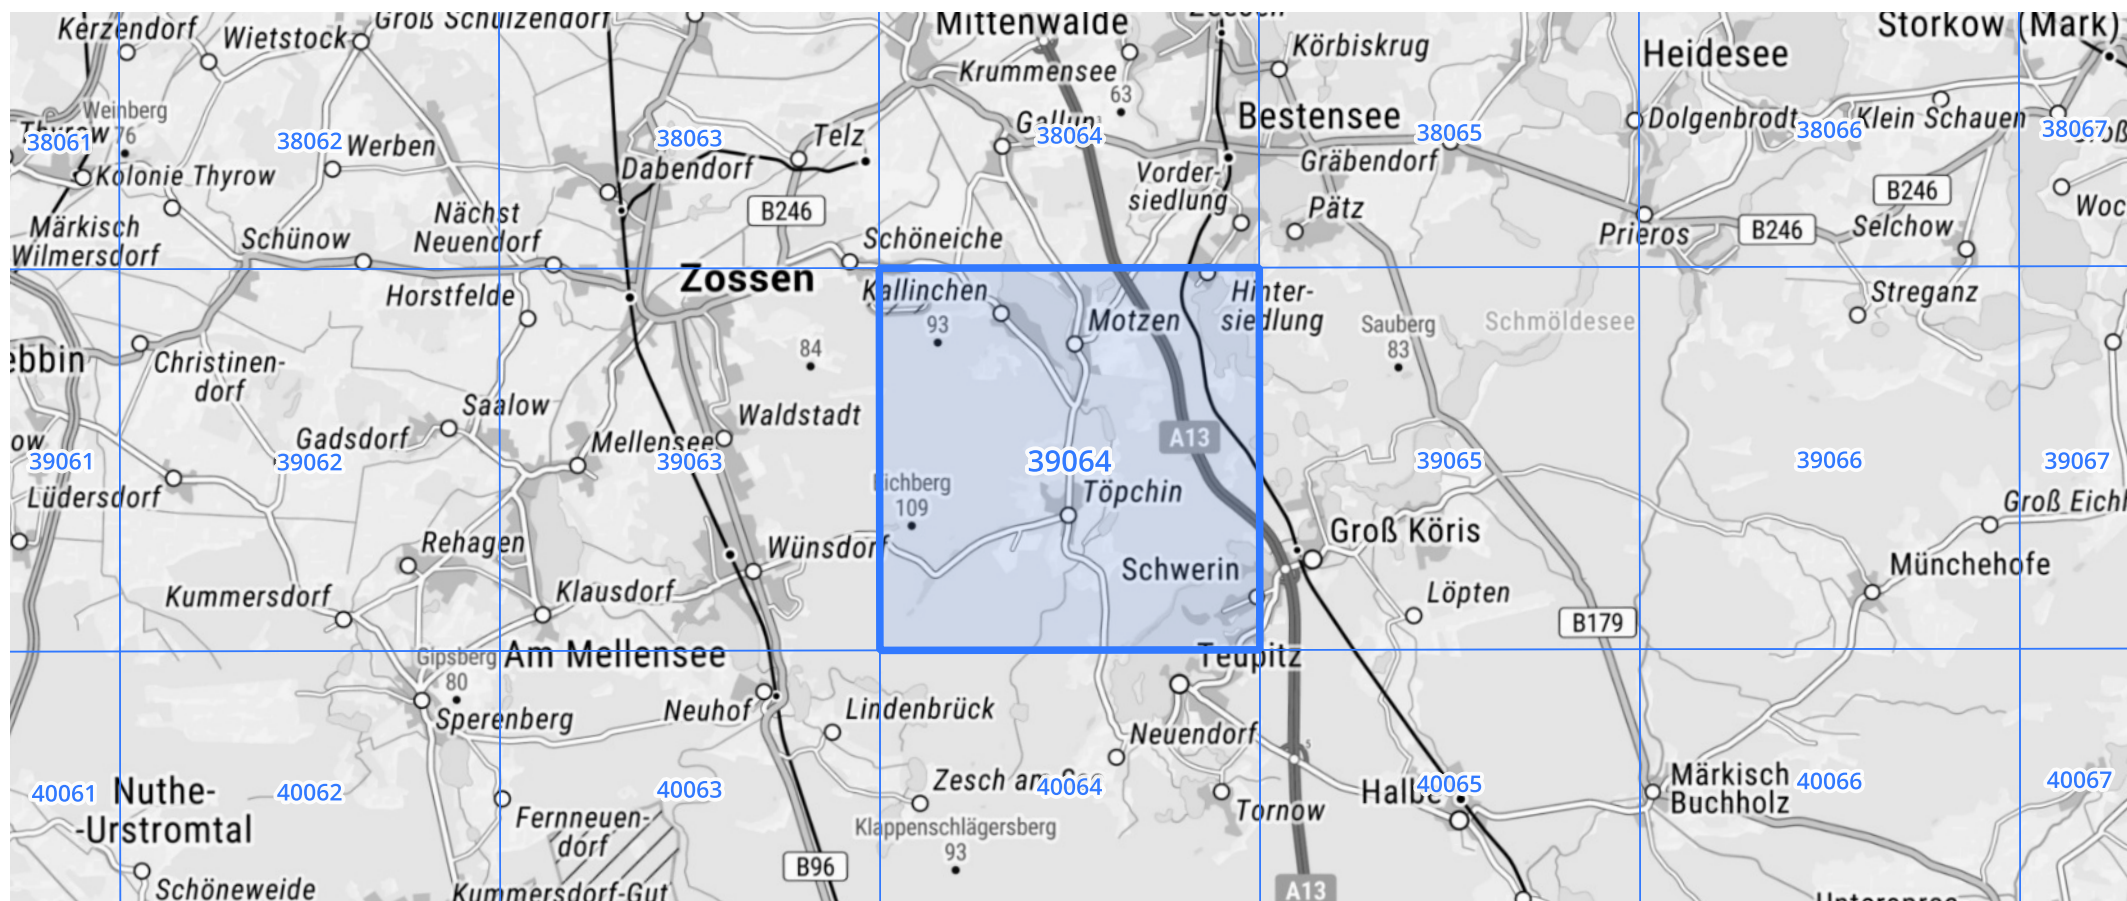 Kerzendorf
Wietstock
Groß Schulzendorf
Mittenwalde
Zossen
Körbiskrug
Heidesee
Storkow (Mark)
Krummensee
63
Weinberg
76
Thyrow
38061
38062
Werben
38063
Telz
Dabendorf
Gallun
38064
Bestensee
38065
Gräbendorf
Dolgenbrodt
38066
Klein Schauen
38067
Kolonie Thyrow
Vorder-
siedlung
B246
B246
B246
Pätz
Prieros
Selchow
Märkisch
Wilmersdorf
Schünow
Nächst
Neuendorf
Schöneiche
Zossen
Horstfelde
Kallinchen
93
Motzen
Hinter-
siedlung
Sauberg
83
Schmöldesee
Streganz
84
Christinen-
dorf
Saalow
Waldstadt
Gadsdorf
Mellensee
A13
39061
39062
39063
39064
39065
39066
39067
Lüdersdorf
Eichberg
109
Töpchin
Rehagen
Wünsdorf
Groß Köris
Schwerin
Münchehofe
Kummersdorf
Klausdorf
Löpten
B179
Gipsberg
80
Am Mellensee
Teupitz
Sperenberg
Neuhof
Lindenbrück
Neuendorf
5
Nuthe-
-Urstromtal
40061
40062
40063
Zesch am See
40064
Tornow
Halbe
40065
Märkisch
Buchholz
40066
40067
Fernneuen-
dorf
Klappenschlägersberg
93
B96
A13
Schöneweide
Kummersdorf-Gut